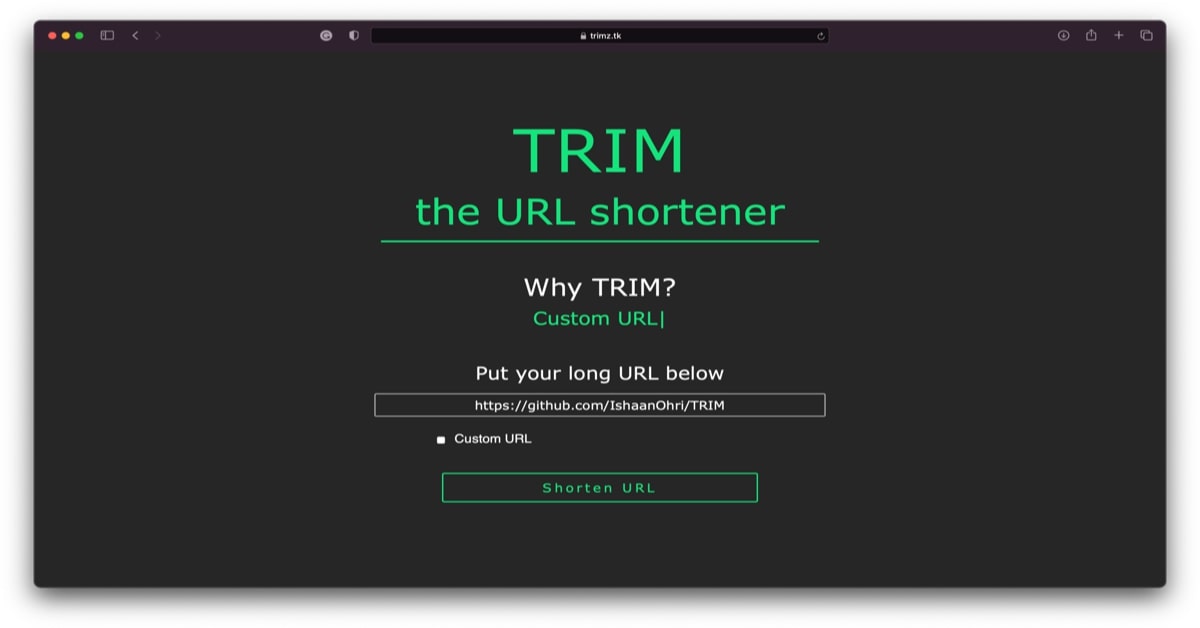 trimz.tk
TRIM
the URL shortener
Why TRIM?
Custom URL|
Put your long URL below
https://github.com/IshaanOhri/TRIM
Custom URL
Shorten URL